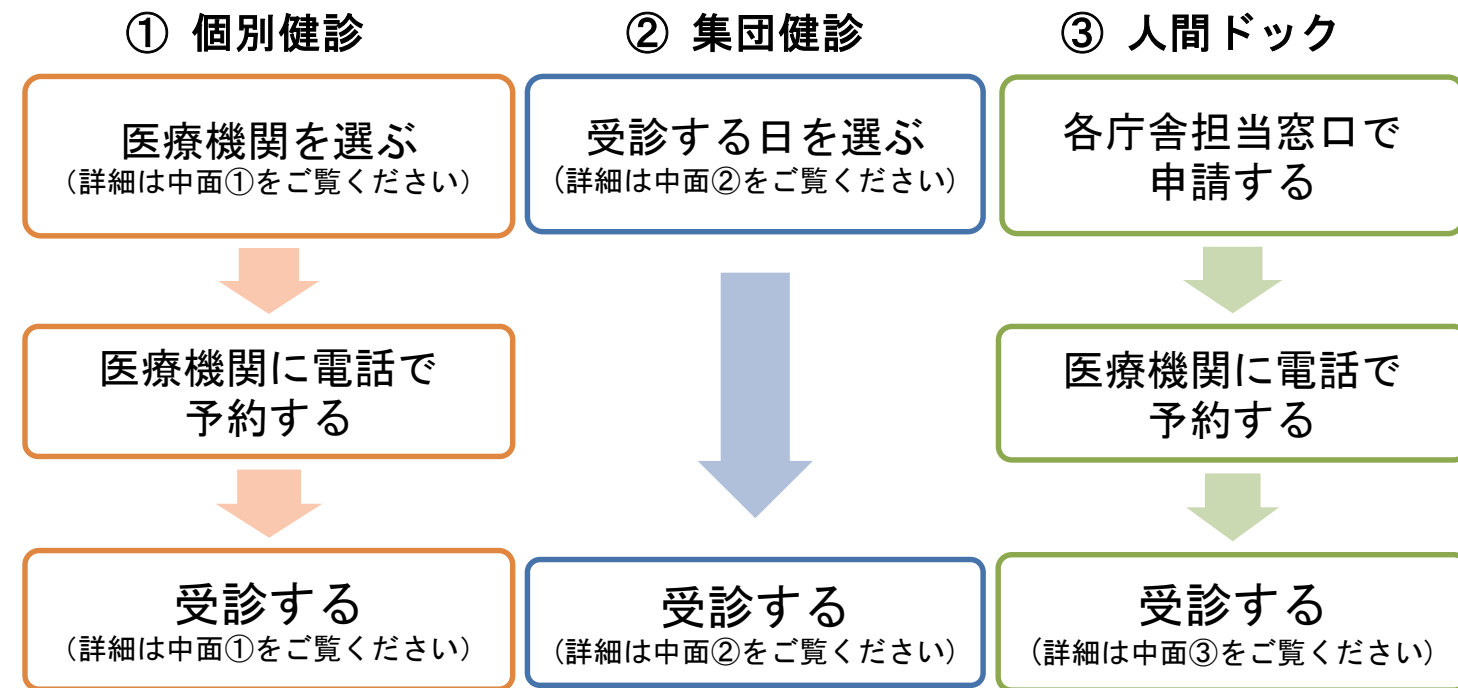 ① 個別健診
医療機関を選ぶ
（詳細は中面①をご覧ください）
医療機関に電話で
予約する
受診する
（詳細は中面①をご覧ください）
② 集団健診
受診する日を選ぶ
（詳細は中面②をご覧ください）
受診する
（詳細は中面②をご覧ください）
③ 人間ドック
各庁舎担当窓口で
申請する
医療機関に電話で
予約する
受診する
（詳細は中面③をご覧ください）